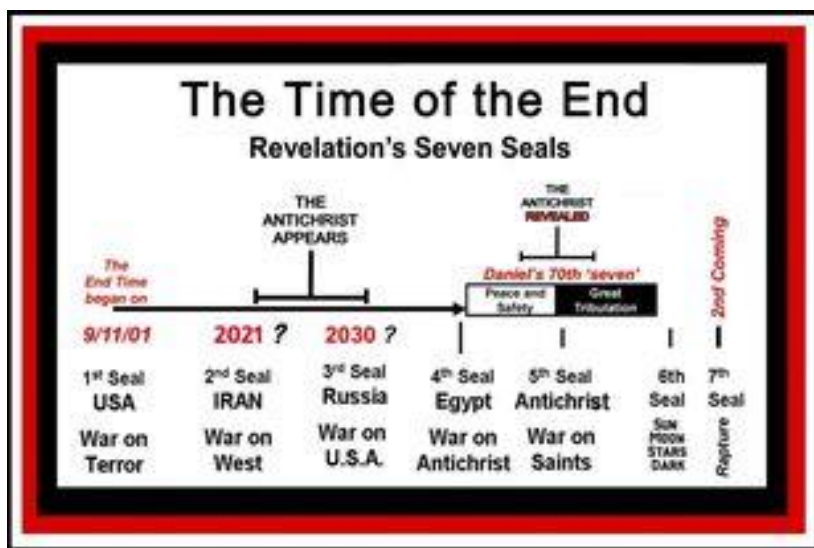 The Time of the End
Revelation's Seven Seals
THE
ANTICHRIST
APPEARS
THE
ANTICHRIST
REVEALED
The
End Time
began on
Daniel's 70th 'seven'
Peace and
Safety
Great
Tribulation
2nd Coming
9/11/01
2021 ?
2030 ?
1st Seal
USA
War on
Terror
2nd Seal
IRAN
War on
West
3rd Seal
Russia
War on
U.S.A.
4th Seal
Egypt
War on
Antichrist
5th Seal
Antichrist
War on
Saints
6th
Seal
SUN
MOON
STARS
DARK
7th
Seal
Rapture